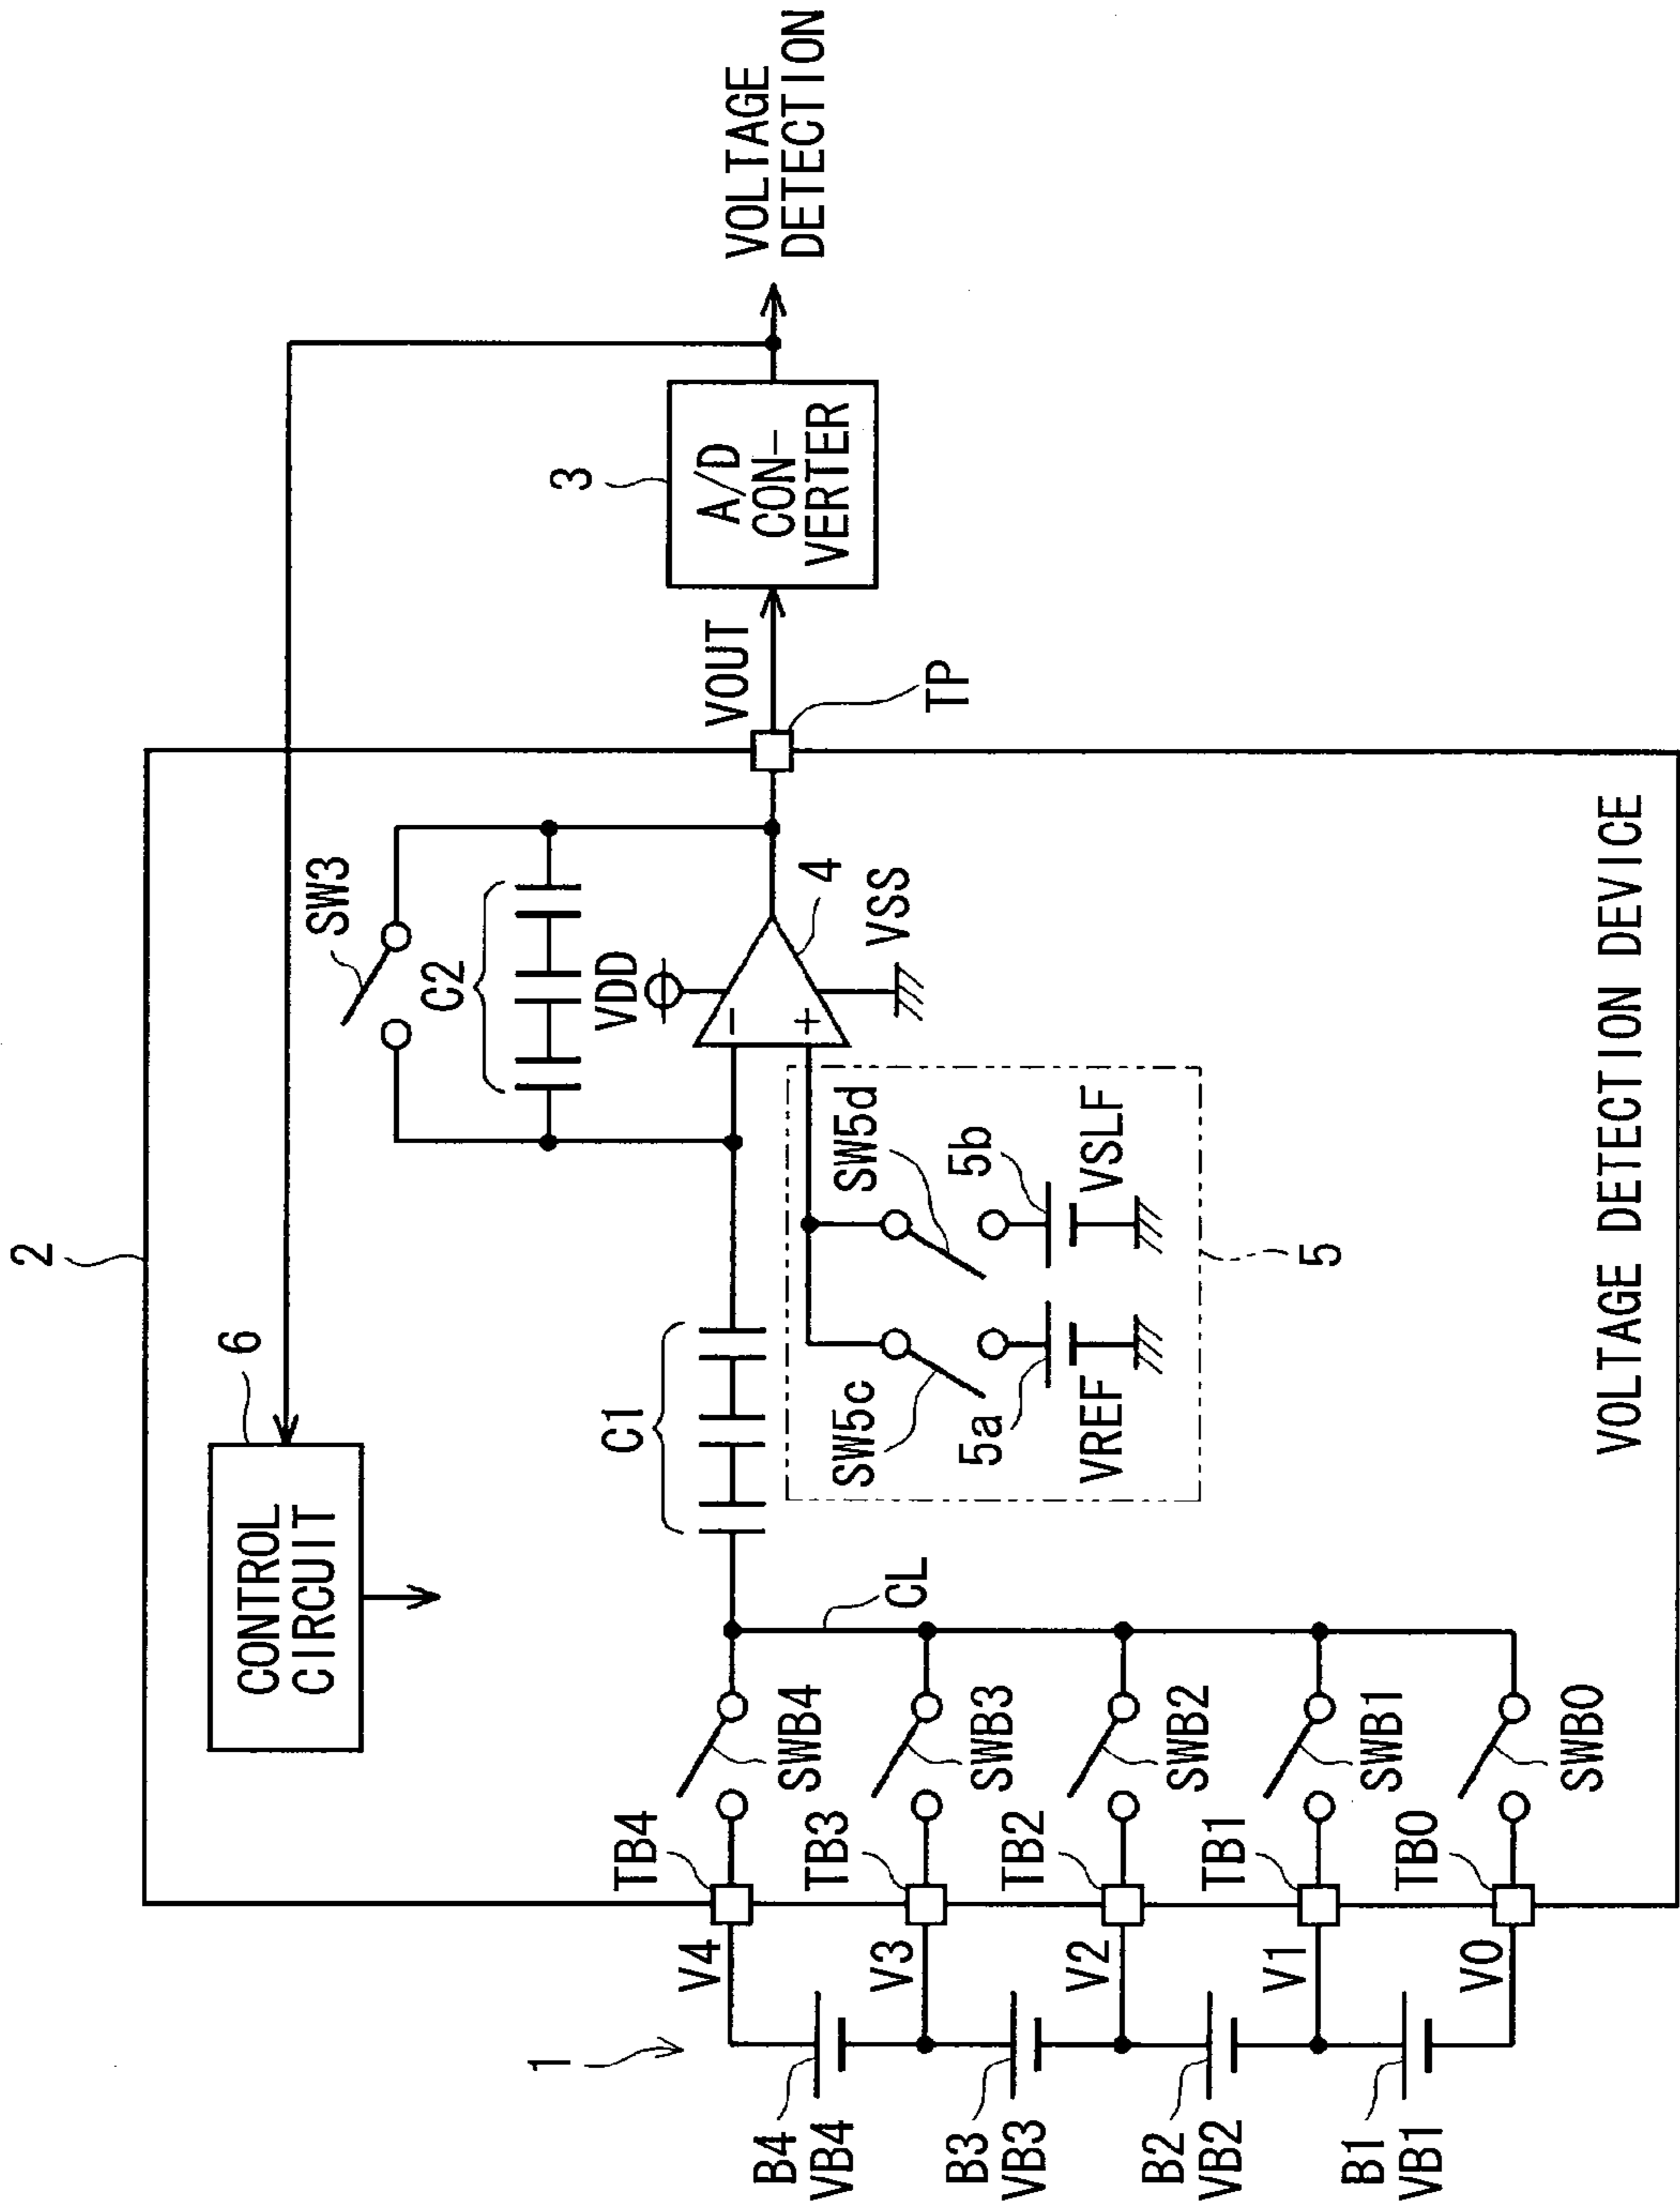 2
CONTROL
CIRCUIT
6
SW3
C2
VDD
4
VSS
C1
3
A/D
CON-
VERTER
VOUT
TP
VOLTAGE
DETECTION
CL
SW5c
SW5d
5a
5b
VREF
VSLF
5
1
V4
TB4
SWB4
B4
VB4
V3
TB3
SWB3
B3
VB3
V2
TB2
SWB2
B2
VB2
V1
TB1
SWB1
B1
VB1
V0
TB0
SWB0
−
+
VOLTAGE DETECTION DEVICE